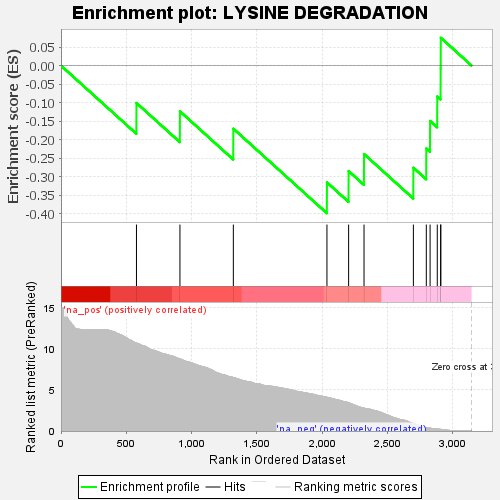 Enrichment plot: LYSINE DEGRADATION
Enrichment score (ES)
0.05
0.00
-0.05
-0.10
-0.15
-0.20
-0.25
-0.30
-0.35
-0.40
Ranked list metric (PreRanked)
15
10
5
0
'na_pos' (positively correlated)
Zero cross at
'na_neg' (negatively correlated)
0
500
1,000
1,500
2,000
2,500
3,000
Rank in Ordered Dataset
Enrichment profile
Hits
Ranking metric scores